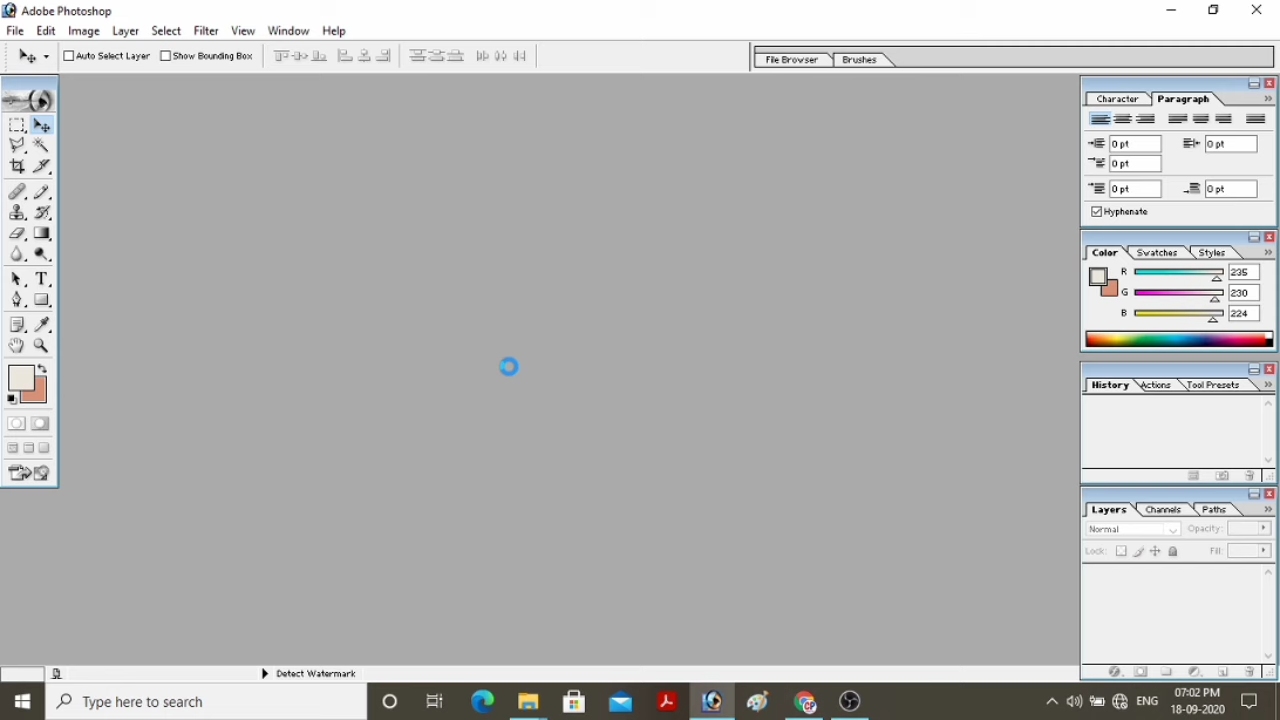 Adobe Photoshop
File Edit Image Layer Select Filter View Window Help
Auto Select Layer Show Bounding Box File Browser Brushes
Character Paragraph
0 pt 0 pt
0 pt
0 pt 0 pt
Hyphenate
Color Swatches Styles
R 235
G 230
B 224
History Actions Tool Presets
Layers Channels Paths
Normal Opacity:
Lock: Fill:
Detect Watermark
Type here to search
ENG
07:02 PM
18-09-2020